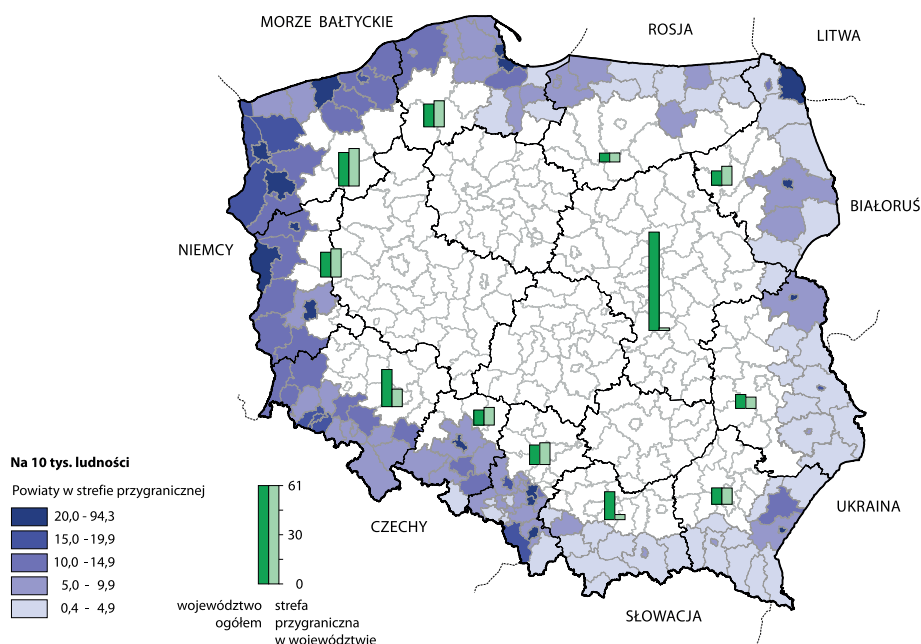 MORZE BAŁTYCKIE
ROSJA
LITWA
BIAŁORUŚ
NIEMCY
UKRAINA
CZECHY
SŁOWACJA
Na 10 tys. ludności
Powiaty w strefie przygranicznej
20,0 - 94,3
15,0 - 19,9
10,0 - 14,9
5,0 - 9,9
0,4 - 4,9
61
30
0
województwo ogółem
strefa przygraniczna w województwie